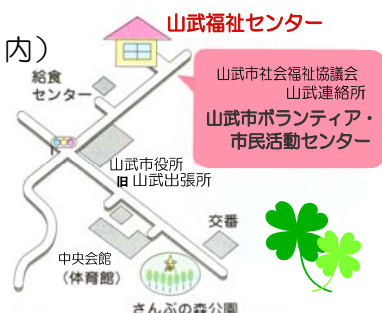 山武福祉センター
内）
給食
センター
山武市社会福祉協議会
山武連絡所
山武市ボランティア・
市民活動センター
山武市役所
旧 山武出張所
交番
中央会館
（体育館）
さんぶの森公園